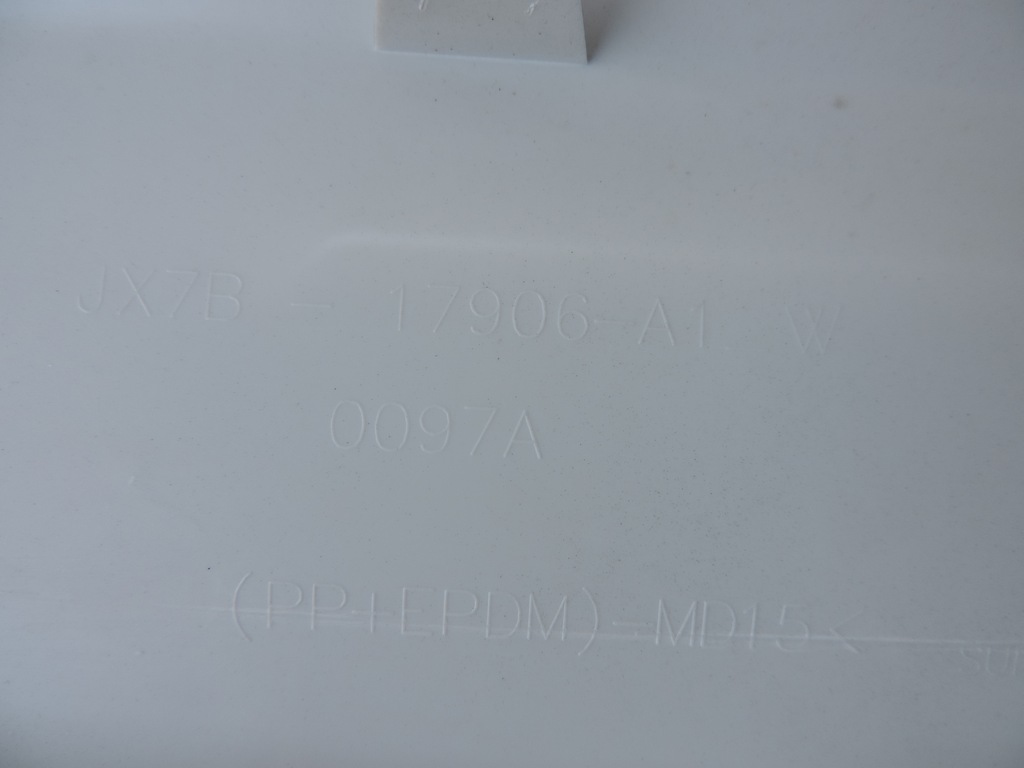 JX7B - 17906-A1 W
0097A
(PP+EPDM)-MD15<